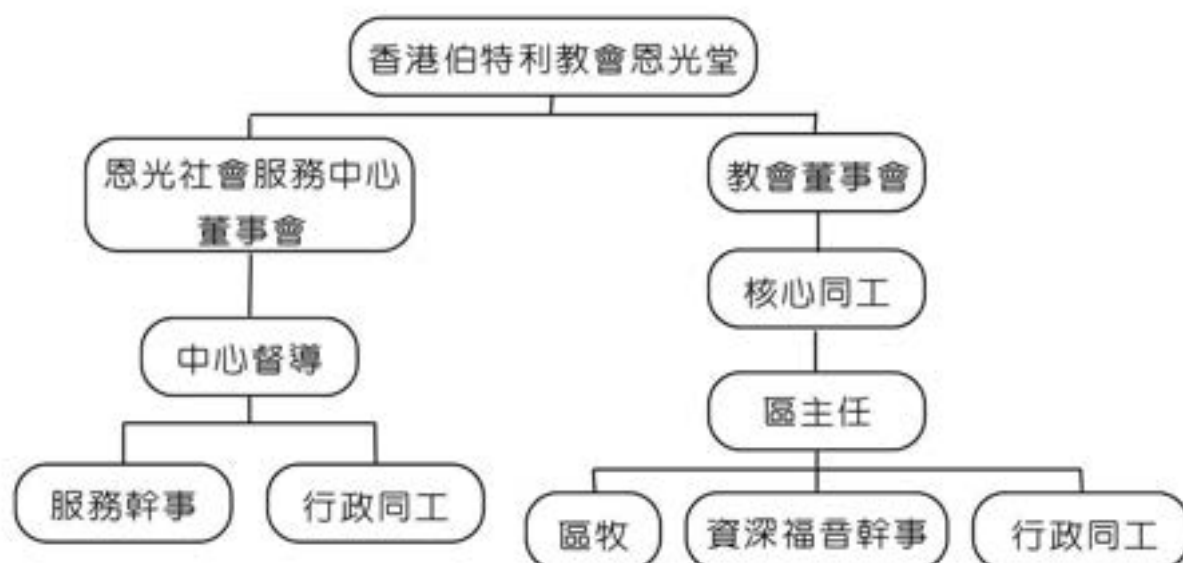 香港伯特利教會恩光堂
恩光社會服務中心
董事會
教會董事會
核心同工
中心督導
區主任
服務幹事
行政同工
區牧
資深福音幹事
行政同工